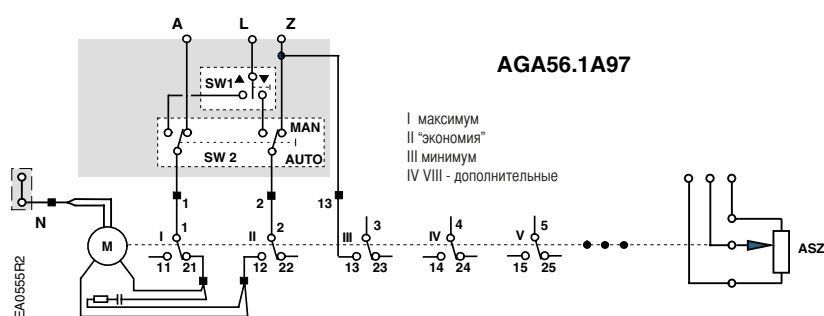 A L Z
AGA56.1A97
SW1
MAN
SW 2
AUTO
I максимум
II “экономия”
III минимум
IV VIII - дополнительные
1 2 13
N
M
I 1 II 2 III 3 IV 4 V 5
11 21 12 22 13 23 14 24 15 25
ASZ
EA0555R2